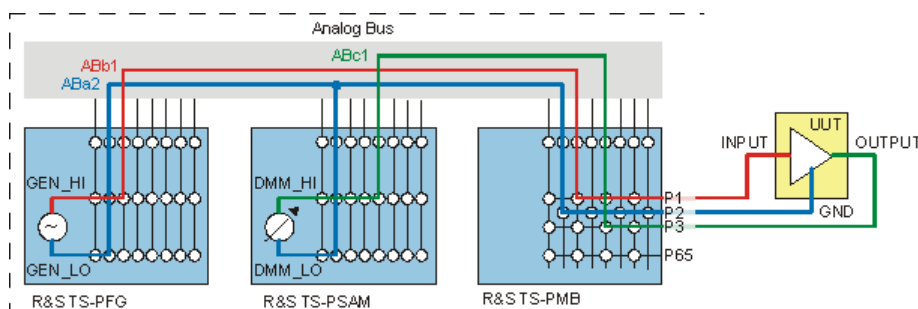 Analog Bus
ABc1
ABb1
ABa2
UUT
INPUT
OUTPUT
GEN_HI
DMM_HI
P1
P2
GND
P3
GEN_LO
DMM_LO
P65
R&S TS-PFG
R&S TS-PSAM
R&S TS-PMB